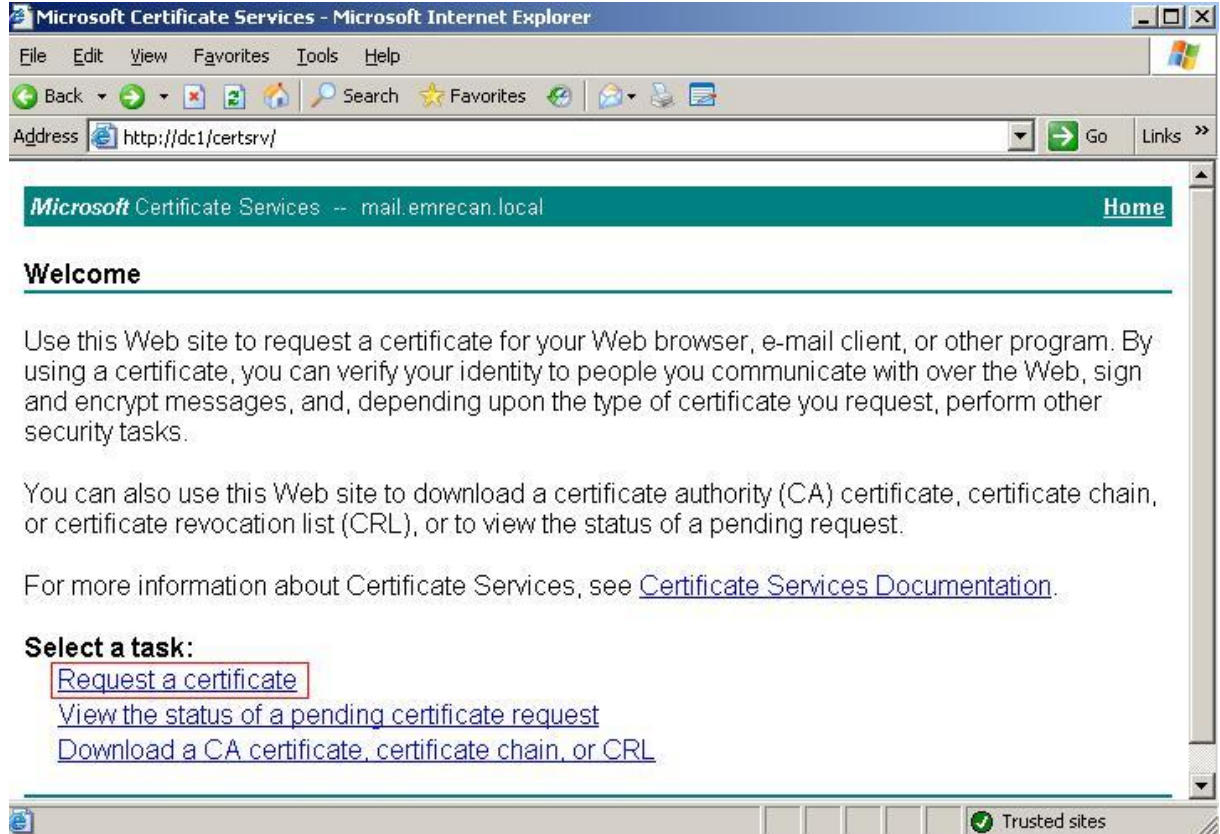 Microsoft Certificate Services - Microsoft Internet Explorer
File Edit View Favorites Tools Help
Back Search Favorites
Address http://dc1/certsrv/ Go Links »
Microsoft Certificate Services -- mail.emrecan.local Home
Welcome
Use this Web site to request a certificate for your Web browser, e-mail client, or other program. By
using a certificate, you can verify your identity to people you communicate with over the Web, sign
and encrypt messages, and, depending upon the type of certificate you request, perform other
security tasks.
You can also use this Web site to download a certificate authority (CA) certificate, certificate chain,
or certificate revocation list (CRL), or to view the status of a pending request.
For more information about Certificate Services, see Certificate Services Documentation.
Select a task:
Request a certificate
View the status of a pending certificate request
Download a CA certificate, certificate chain, or CRL
Trusted sites